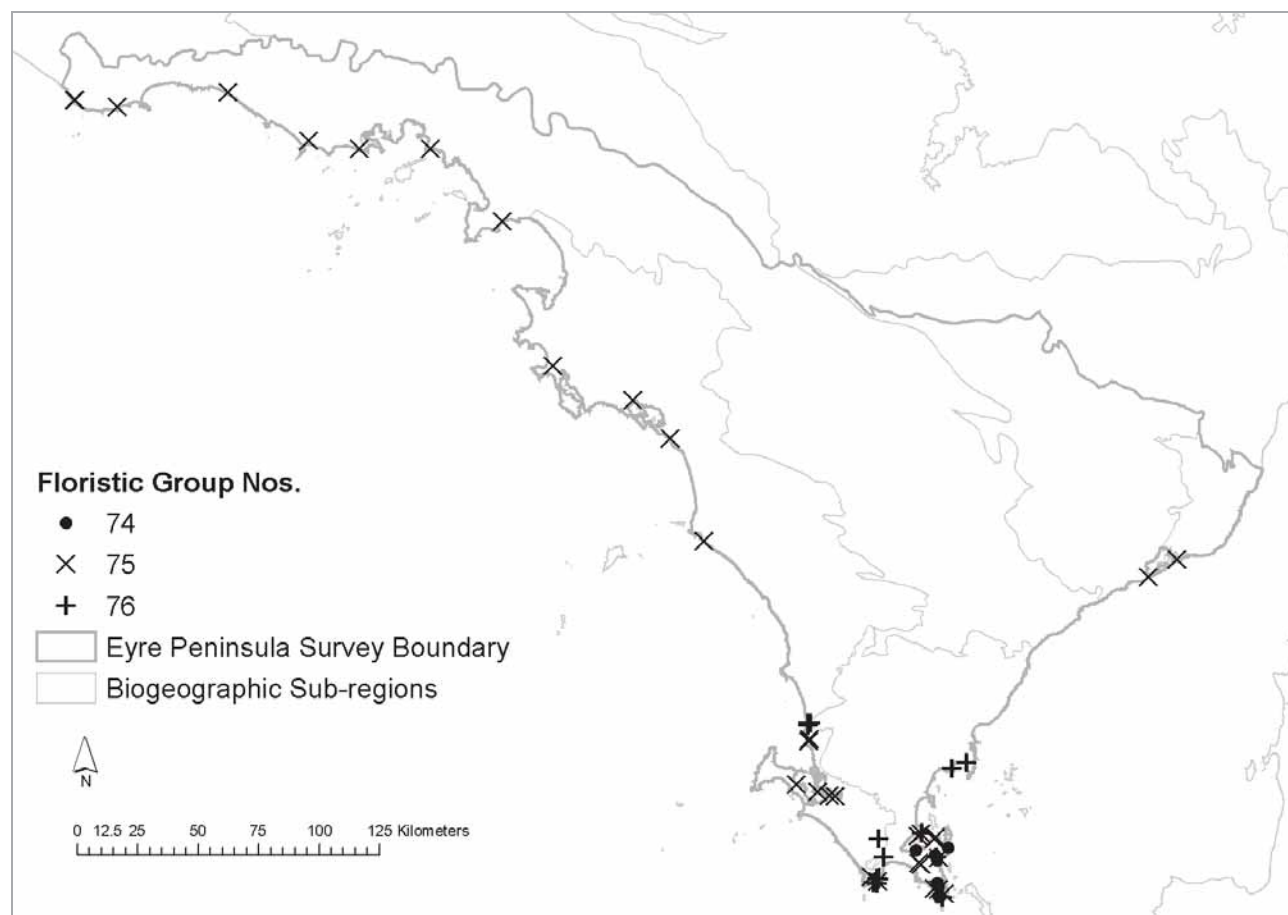 Floristic Group Nos.
74
75
76
Eyre Peninsula Survey Boundary
Biogeographic Sub-regions
N
0 12.5 25 50 75 100 125 Kilometers